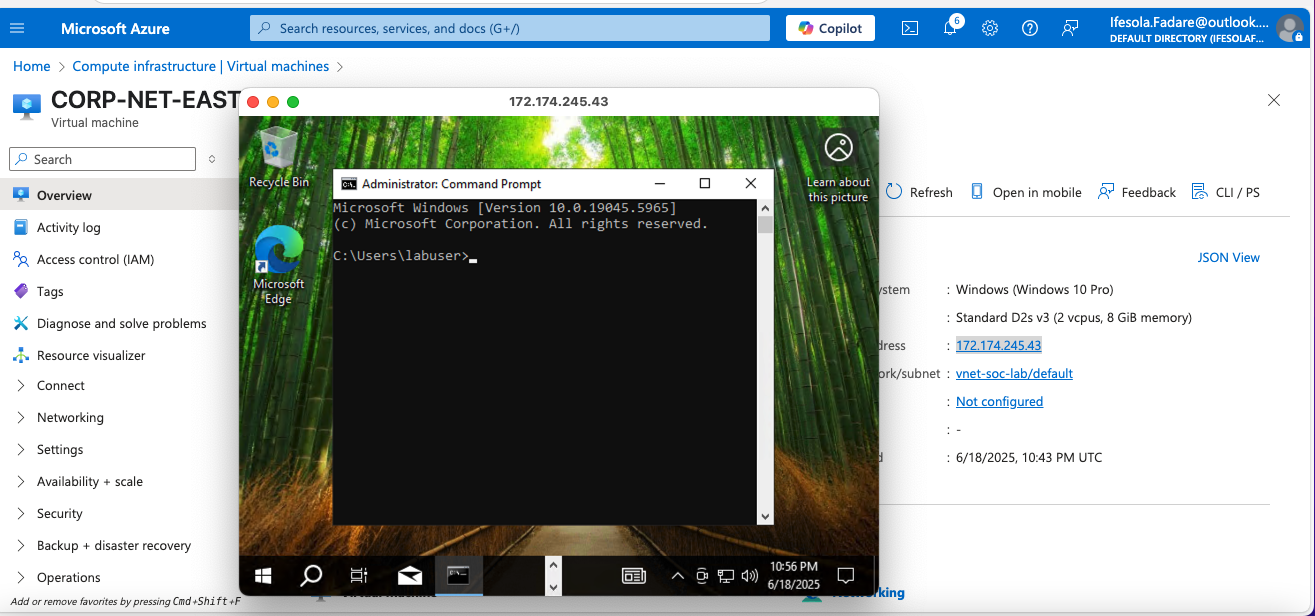 Microsoft Azure
Search resources, services, and docs (G+/)
Copilot
6
Ifesola.Fadare@outlook....
DEFAULT DIRECTORY (IFESOLAF...
Home > Compute infrastructure | Virtual machines >
CORP-NET-EAST
Virtual machine
Search
Overview
Activity log
Access control (IAM)
Tags
Diagnose and solve problems
Resource visualizer
Connect
Networking
Settings
Availability + scale
Security
Backup + disaster recovery
Operations
Add or remove favorites by pressing Cmd+Shift+F
172.174.245.43
Recycle Bin
Learn about
this picture
Microsoft
Edge
Administrator: Command Prompt
Microsoft Windows [Version 10.0.19045.5965]
(c) Microsoft Corporation. All rights reserved.
C:\Users\labuser>
10:56 PM
6/18/2025
Refresh
Open in mobile
Feedback
CLI / PS
JSON View
ystem : Windows (Windows 10 Pro)
: Standard D2s v3 (2 vcpus, 8 GiB memory)
dress : 172.174.245.43
ork/subnet : vnet-soc-lab/default
: Not configured
: -
d : 6/18/2025, 10:43 PM UTC